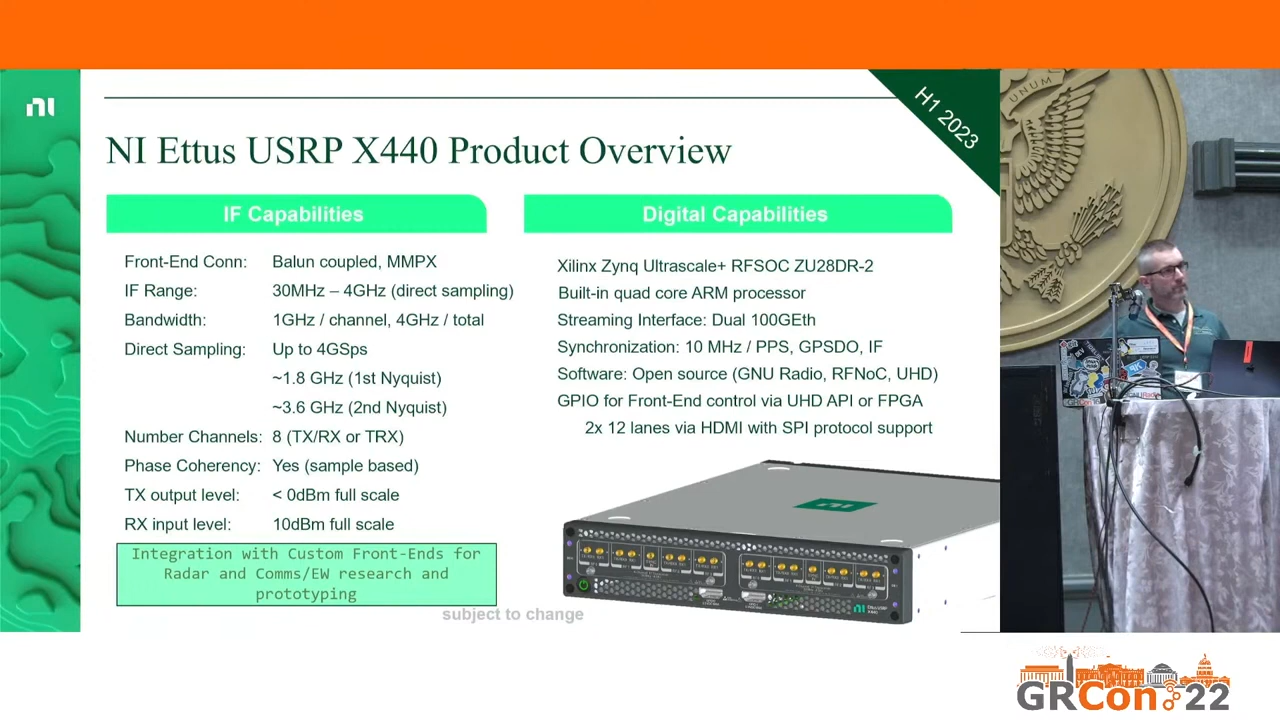 ni
H1 2023
NI Ettus USRP X440 Product Overview
IF Capabilities
Front-End Conn: Balun coupled, MMPX
IF Range: 30MHz – 4GHz (direct sampling)
Bandwidth: 1GHz / channel, 4GHz / total
Direct Sampling: Up to 4GSps
~1.8 GHz (1st Nyquist)
~3.6 GHz (2nd Nyquist)
Number Channels: 8 (TX/RX or TRX)
Phase Coherency: Yes (sample based)
TX output level: < 0dBm full scale
RX input level: 10dBm full scale
Integration with Custom Front-Ends for
Radar and Comms/EW research and
prototyping
Digital Capabilities
Xilinx Zynq Ultrascale+ RFSOC ZU28DR-2
Built-in quad core ARM processor
Streaming Interface: Dual 100GEth
Synchronization: 10 MHz / PPS, GPSDO, IF
Software: Open source (GNU Radio, RFNoC, UHD)
GPIO for Front-End control via UHD API or FPGA
2x 12 lanes via HDMI with SPI protocol support
subject to change
UNUM
GRCon 22